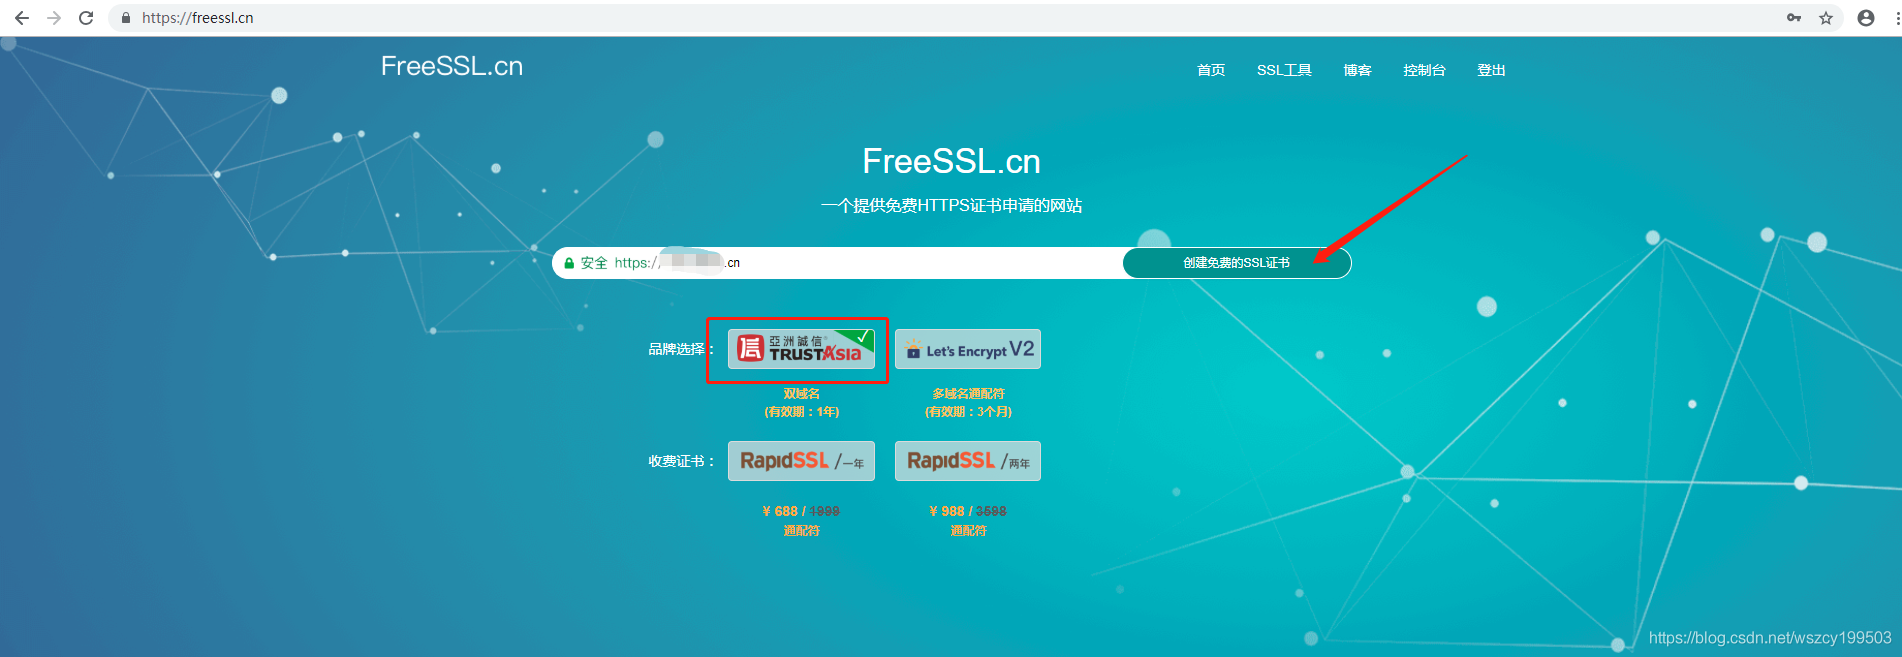 https://freessl.cn
FreeSSL.cn
首页 SSL工具 博客 控制台 登出
FreeSSL.cn
一个提供免费HTTPS证书申请的网站
安全 https:/ .cn 创建免费的SSL证书
品牌选择： 亞洲誠信 TRUSTAsia Let's Encrypt V2
双域名 多域名通配符
(有效期：1年) (有效期：3个月)
收费证书： RapidSSL /一年 RapidSSL /两年
¥ 688 / 1999 ¥ 988 / 3598
通配符 通配符
https://blog.csdn.net/wszcy199503